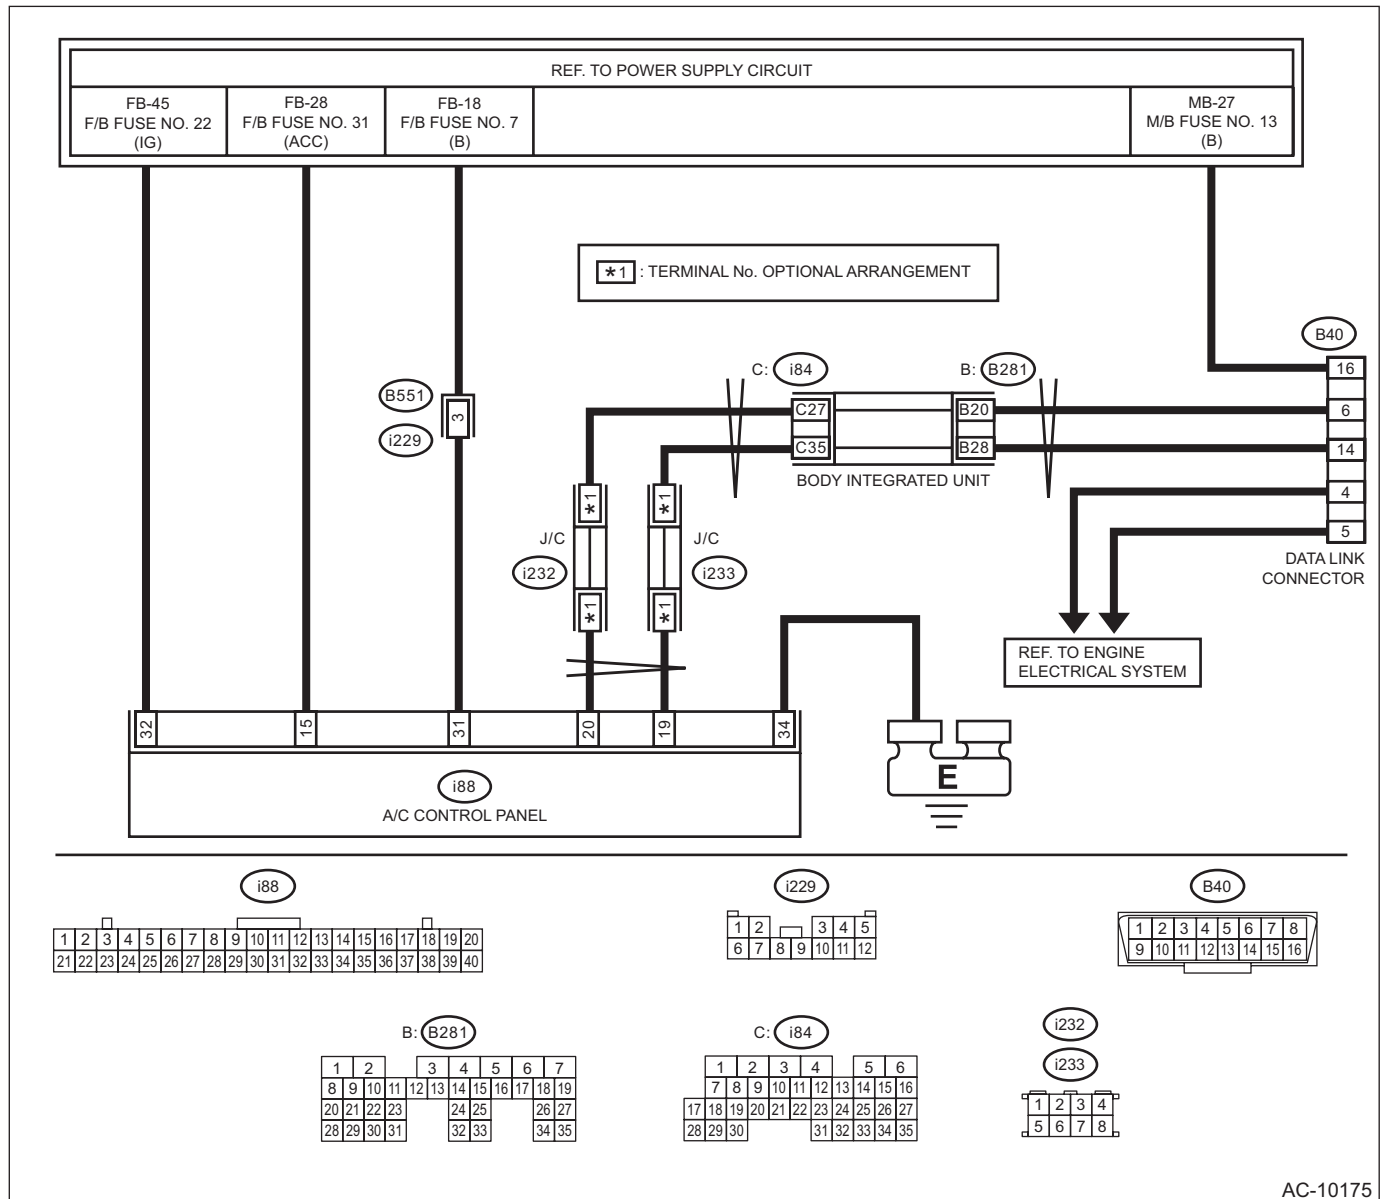 REF. TO POWER SUPPLY CIRCUIT
FB-45
F/B FUSE NO. 22
(IG)
FB-28
F/B FUSE NO. 31
(ACC)
FB-18
F/B FUSE NO. 7
(B)
MB-27
M/B FUSE NO. 13
(B)
*1 : TERMINAL No. OPTIONAL ARRANGEMENT
B40
16
6
14
4
5
DATA LINK
CONNECTOR
C: i84
B: B281
C27
C35
B20
B28
BODY INTEGRATED UNIT
B551
3
i229
*1
*1
J/C
i232
J/C
i233
*1
*1
REF. TO ENGINE
ELECTRICAL SYSTEM
32
15
31
20
19
34
E
i88
A/C CONTROL PANEL
i88
1 2 3 4 5 6 7 8 9 10 11 12 13 14 15 16 17 18 19 20
21 22 23 24 25 26 27 28 29 30 31 32 33 34 35 36 37 38 39 40
i229
1 2 3 4 5
6 7 8 9 10 11 12
B40
1 2 3 4 5 6 7 8
9 10 11 12 13 14 15 16
B: B281
1 2 3 4 5 6 7
8 9 10 11 12 13 14 15 16 17 18 19
20 21 22 23 24 25 26 27
28 29 30 31 32 33 34 35
C: i84
1 2 3 4 5 6
7 8 9 10 11 12 13 14 15 16
17 18 19 20 21 22 23 24 25 26 27
28 29 30 31 32 33 34 35
i232
i233
1 2 3 4
5 6 7 8
AC-10175